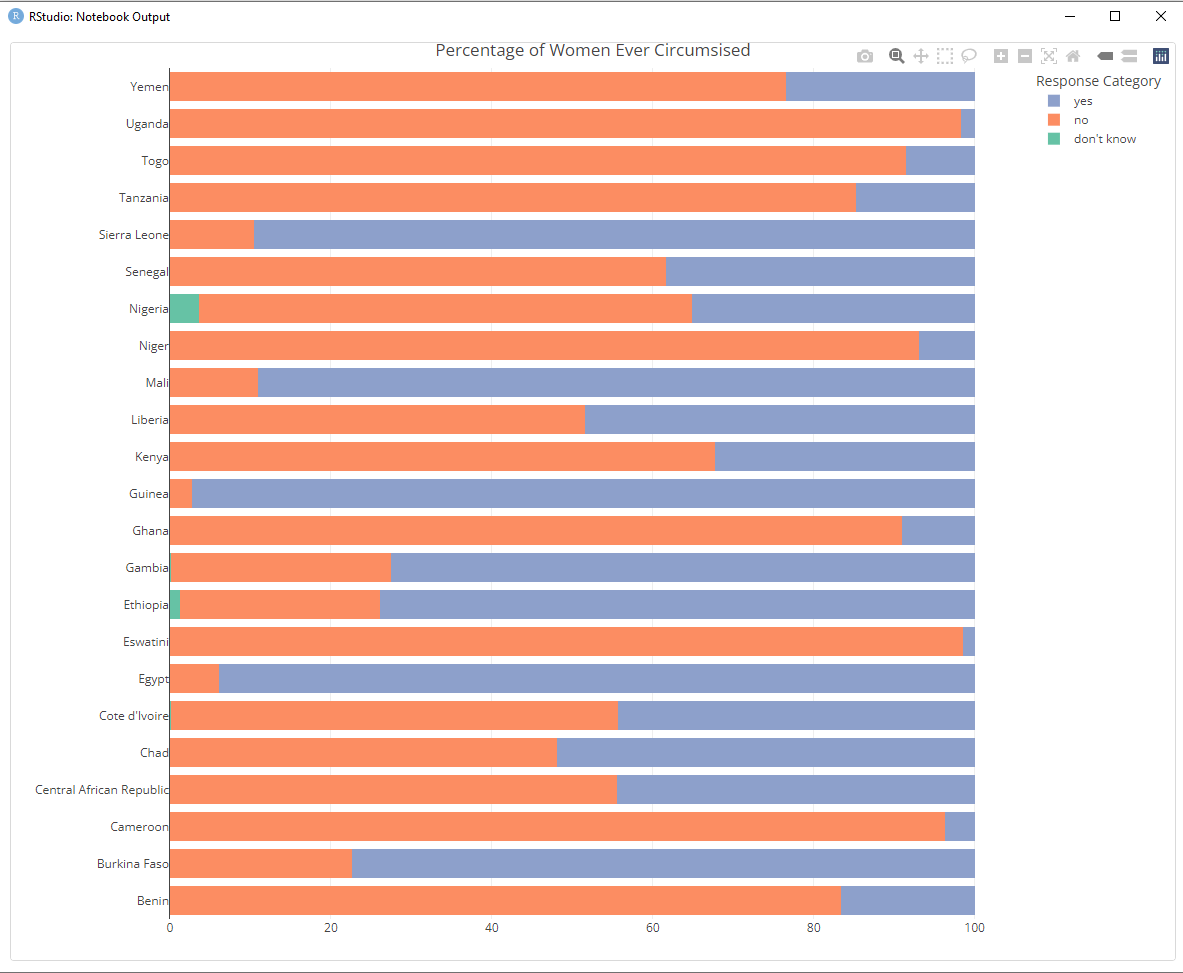 R RStudio: Notebook Output
Percentage of Women Ever Circumsised
Response Category
yes
no
don't know
Yemen
Uganda
Togo
Tanzania
Sierra Leone
Senegal
Nigeria
Niger
Mali
Liberia
Kenya
Guinea
Ghana
Gambia
Ethiopia
Eswatini
Egypt
Cote d'Ivoire
Chad
Central African Republic
Cameroon
Burkina Faso
Benin
0 20 40 60 80 100